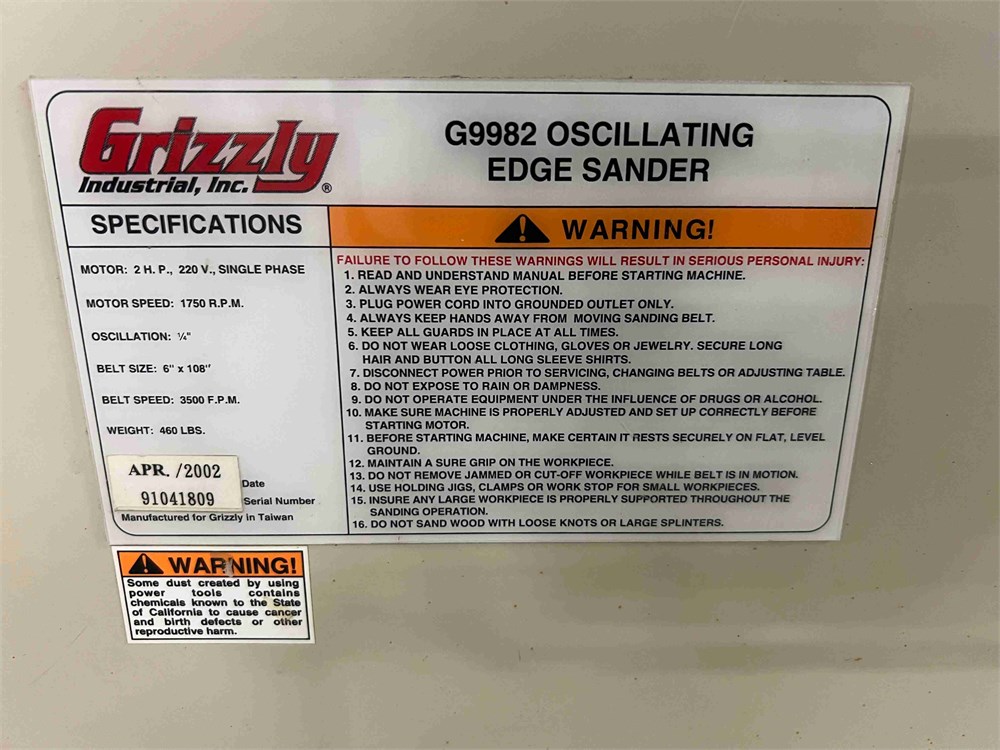 Grizzly
Industrial, Inc. ®
G9982 OSCILLATING
EDGE SANDER
SPECIFICATIONS
MOTOR: 2 H. P., 220 V., SINGLE PHASE
MOTOR SPEED: 1750 R.P.M.
OSCILLATION: ¼"
BELT SIZE: 6" x 108"
BELT SPEED: 3500 F.P.M.
WEIGHT: 460 LBS.
APR. /2002
Date
91041809
Serial Number
Manufactured for Grizzly in Taiwan
WARNING!
FAILURE TO FOLLOW THESE WARNINGS WILL RESULT IN SERIOUS PERSONAL INJURY:
1. READ AND UNDERSTAND MANUAL BEFORE STARTING MACHINE.
2. ALWAYS WEAR EYE PROTECTION.
3. PLUG POWER CORD INTO GROUNDED OUTLET ONLY.
4. ALWAYS KEEP HANDS AWAY FROM MOVING SANDING BELT.
5. KEEP ALL GUARDS IN PLACE AT ALL TIMES.
6. DO NOT WEAR LOOSE CLOTHING, GLOVES OR JEWELRY. SECURE LONG
HAIR AND BUTTON ALL LONG SLEEVE SHIRTS.
7. DISCONNECT POWER PRIOR TO SERVICING, CHANGING BELTS OR ADJUSTING TABLE.
8. DO NOT EXPOSE TO RAIN OR DAMPNESS.
9. DO NOT OPERATE EQUIPMENT UNDER THE INFLUENCE OF DRUGS OR ALCOHOL.
10. MAKE SURE MACHINE IS PROPERLY ADJUSTED AND SET UP CORRECTLY BEFORE
STARTING MOTOR.
11. BEFORE STARTING MACHINE, MAKE CERTAIN IT RESTS SECURELY ON FLAT, LEVEL
GROUND.
12. MAINTAIN A SURE GRIP ON THE WORKPIECE.
13. DO NOT REMOVE JAMMED OR CUT-OFF WORKPIECE WHILE BELT IS IN MOTION.
14. USE HOLDING JIGS, CLAMPS OR WORK STOP FOR SMALL WORKPIECES.
15. INSURE ANY LARGE WORKPIECE IS PROPERLY SUPPORTED THROUGHOUT THE
SANDING OPERATION.
16. DO NOT SAND WOOD WITH LOOSE KNOTS OR LARGE SPLINTERS.
WARNING!
Some dust created by using
power tools contains
chemicals known to the State
of California to cause cancer
and birth defects or other
reproductive harm.